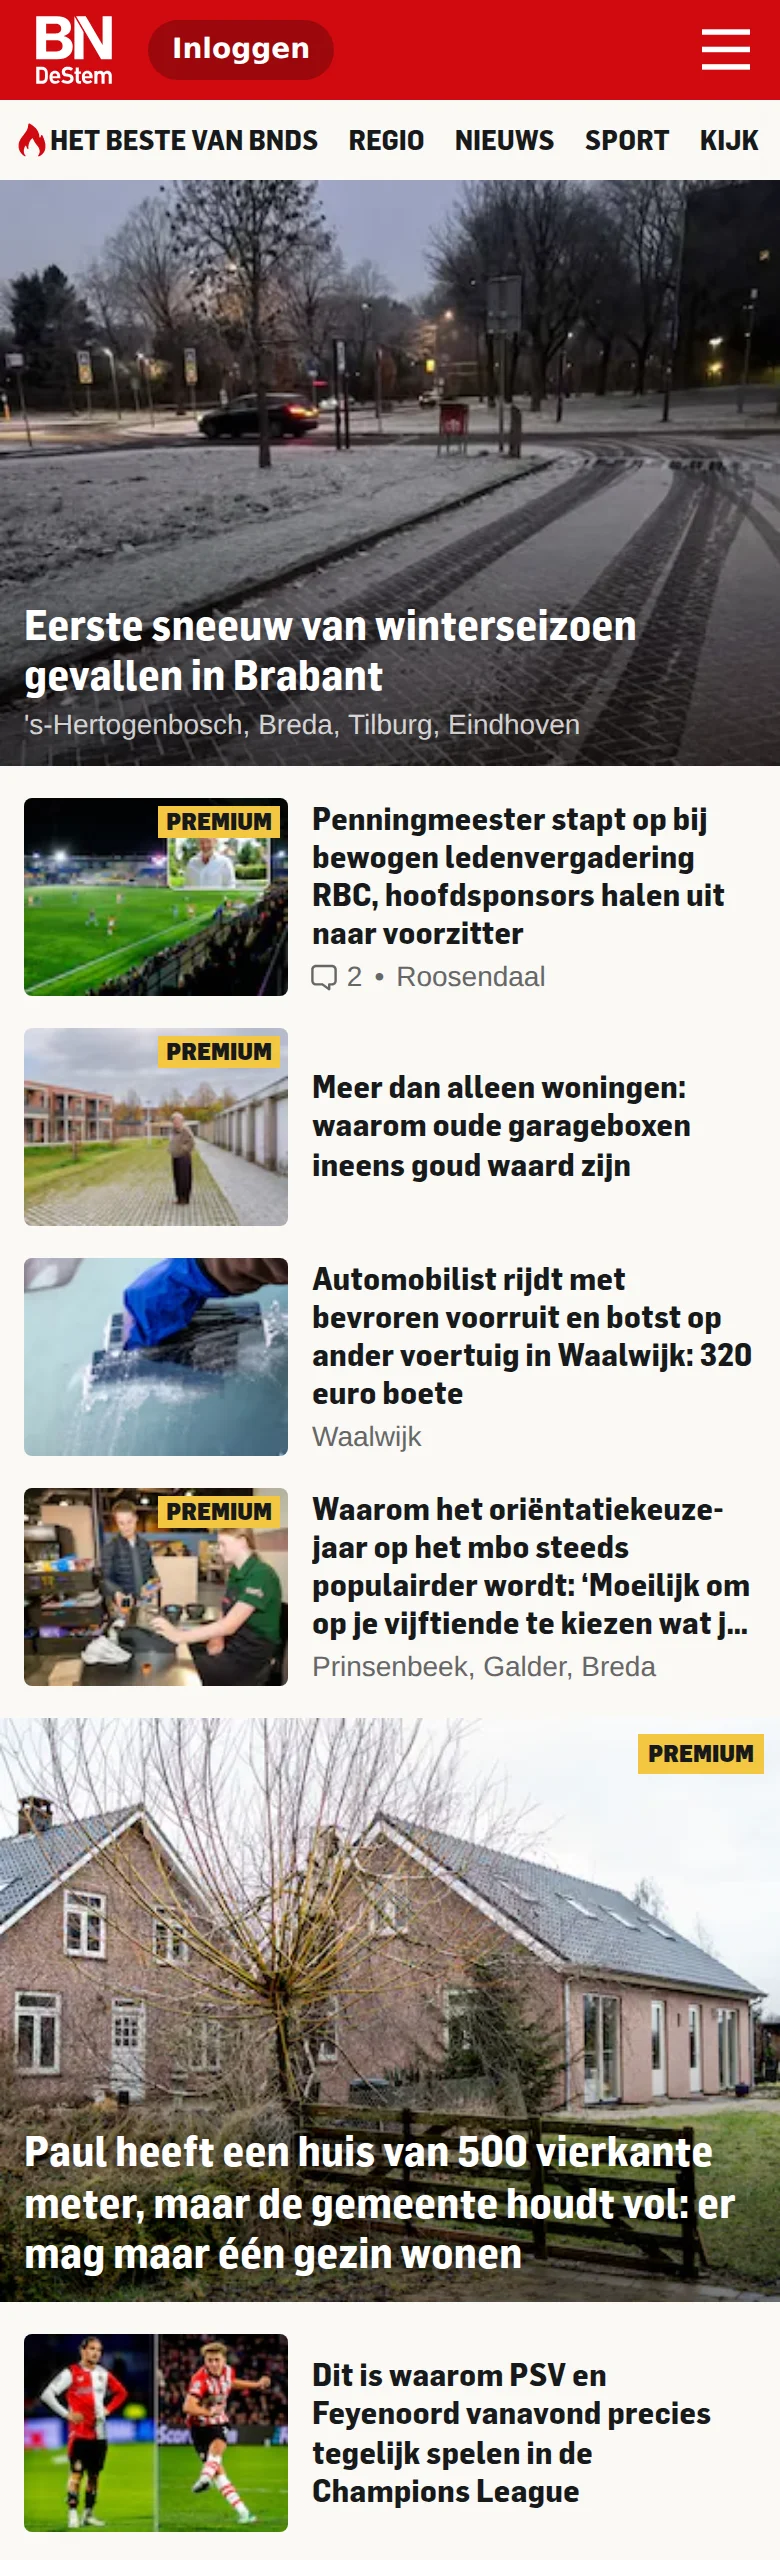 BN
DeStem
Inloggen
HET BESTE VAN BNDS
REGIO
NIEUWS
SPORT
KIJK
Eerste sneeuw van winterseizoen
gevallen in Brabant
's-Hertogenbosch, Breda, Tilburg, Eindhoven
PREMIUM
Penningmeester stapt op bij
bewogen ledenvergadering
RBC, hoofdsponsors halen uit
naar voorzitter
2 • Roosendaal
PREMIUM
Meer dan alleen woningen:
waarom oude garageboxen
ineens goud waard zijn
Automobilist rijdt met
bevroren voorruit en botst op
ander voertuig in Waalwijk: 320
euro boete
Waalwijk
PREMIUM
Waarom het oriëntatiekeuze-
jaar op het mbo steeds
populairder wordt: ‘Moeilijk om
op je vijftiende te kiezen wat j...
Prinsenbeek, Galder, Breda
PREMIUM
Paul heeft een huis van 500 vierkante
meter, maar de gemeente houdt vol: er
mag maar één gezin wonen
Dit is waarom PSV en
Feyenoord vanavond precies
tegelijk spelen in de
Champions League